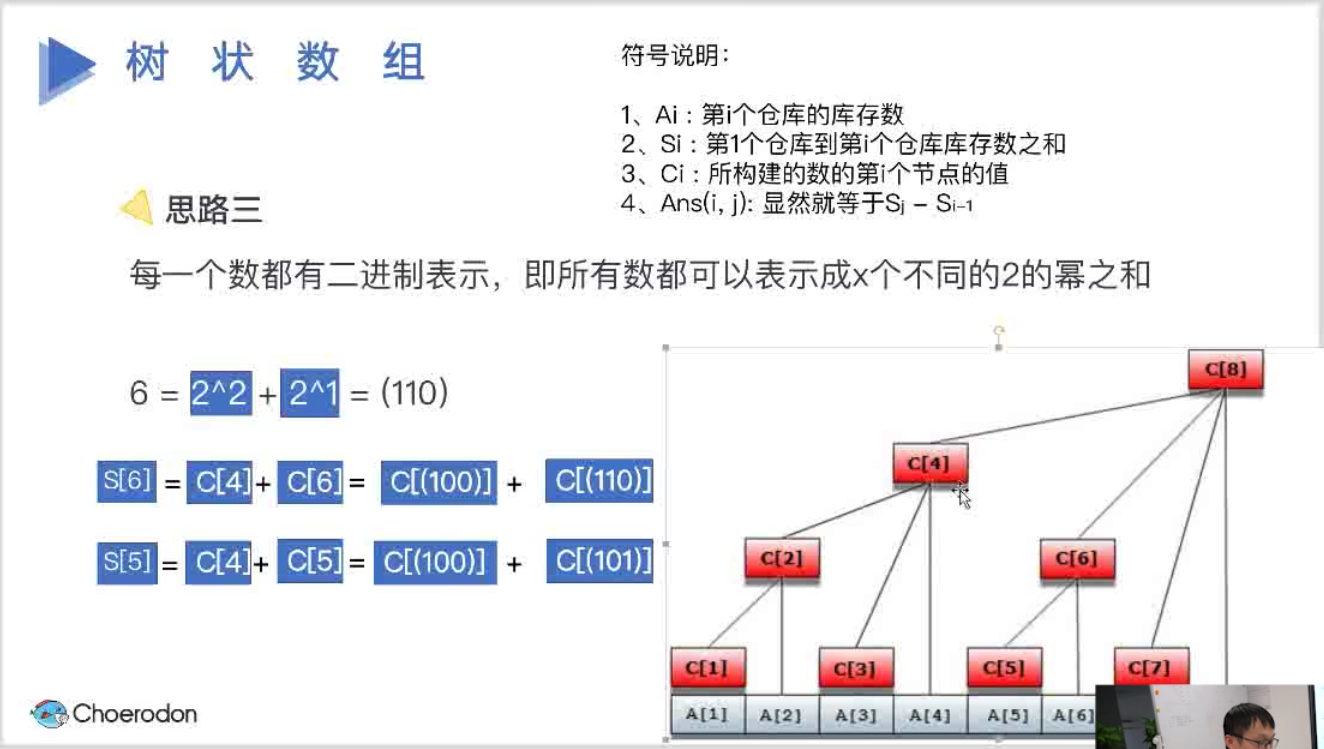 树状数组
符号说明：
1、Ai：第i个仓库的库存数
2、Si：第1个仓库到第i个仓库库存数之和
3、Ci：所构建的数的第i个节点的值
4、Ans(i, j): 显然就等于Sj – Si–1
思路三
每一个数都有二进制表示，即所有数都可以表示成x个不同的2的幂之和
6 = 2^2 + 2^1 = (110)
S[6] = C[4] + C[6] = C[(100)] + C[(110)]
S[5] = C[4] + C[5] = C[(100)] + C[(101)]
C[8]
C[4]
C[2] C[6]
C[1] C[3] C[5] C[7]
A[1] A[2] A[3] A[4] A[5] A[6]
Choerodon